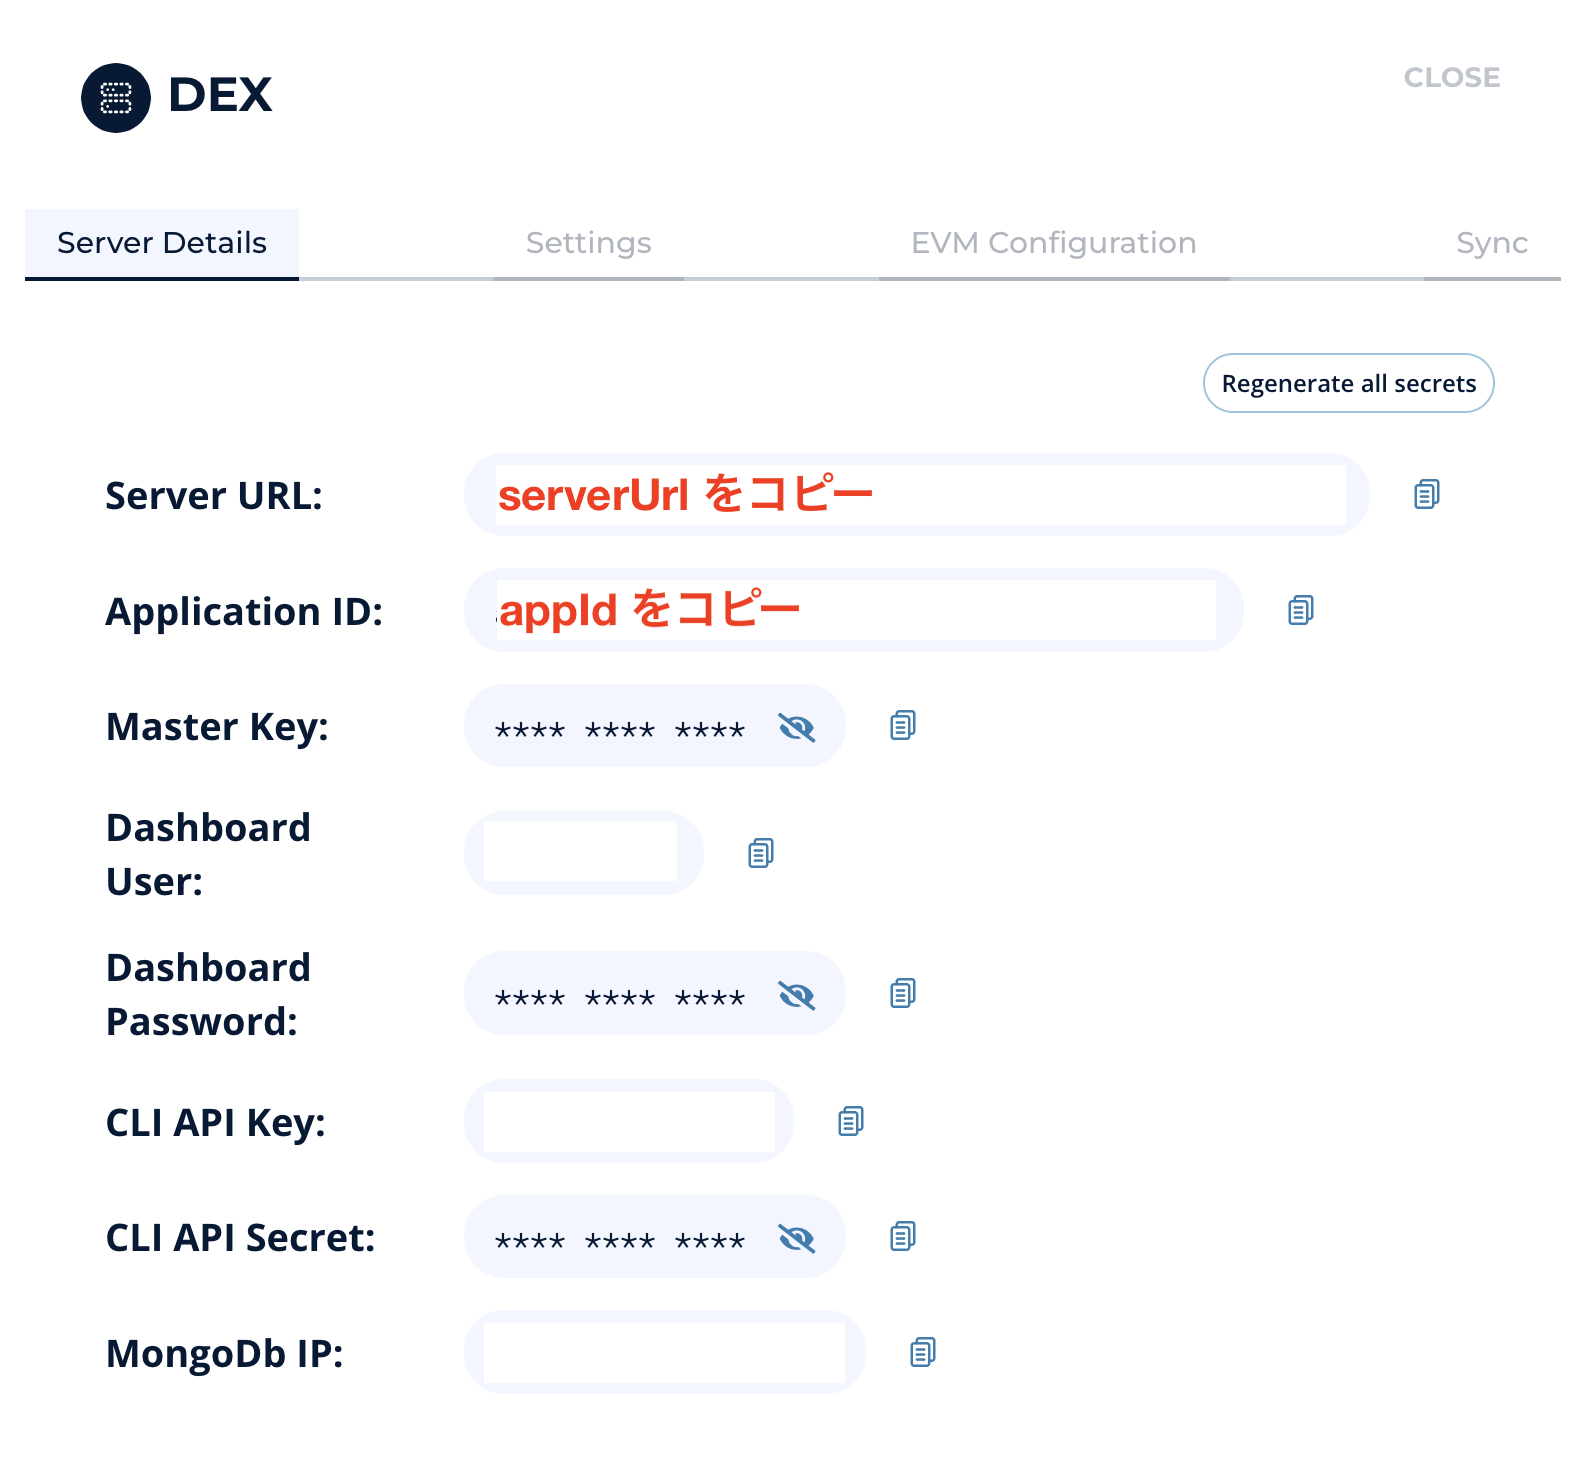 DEX
CLOSE
Server Details
Settings
EVM Configuration
Sync
Regenerate all secrets
Server URL:
serverUrl をコピー
Application ID:
appId をコピー
Master Key:
**** **** ****
Dashboard
User:
Dashboard
Password:
**** **** ****
CLI API Key:
CLI API Secret:
**** **** ****
MongoDb IP: